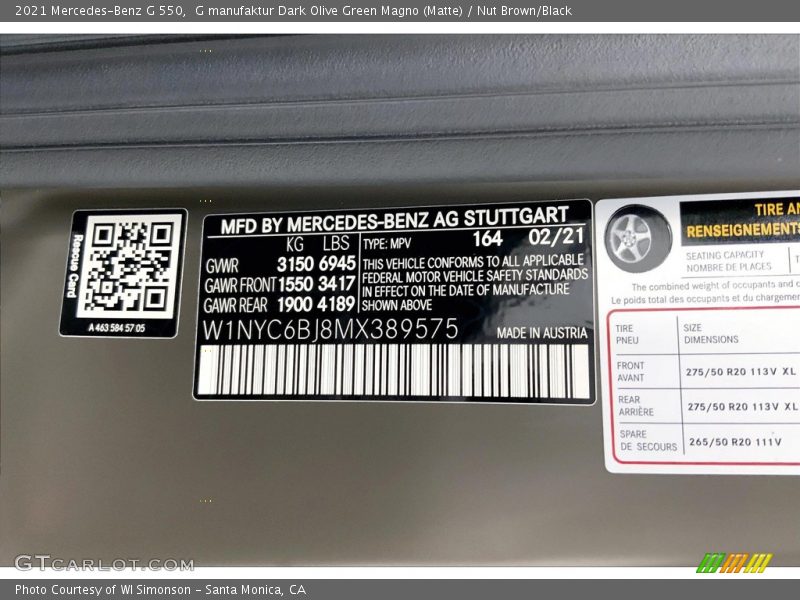 2021 Mercedes-Benz G 550,  G manufaktur Dark Olive Green Magno (Matte) / Nut Brown/Black
Rescue Card
A 463 584 57 05
MFD BY MERCEDES-BENZ AG STUTTGART
KG LBS TYPE: MPV 164 02/21
GVWR 3150 6945
GAWR FRONT 1550 3417
GAWR REAR 1900 4189
THIS VEHICLE CONFORMS TO ALL APPLICABLE
FEDERAL MOTOR VEHICLE SAFETY STANDARDS
IN EFFECT ON THE DATE OF MANUFACTURE
SHOWN ABOVE
W1NYC6BJ8MX389575 MADE IN AUSTRIA
TIRE
RENSEIGNEMENTS
SEATING CAPACITY
NOMBRE DE PLACES
The combined weight of occupants and
Le poids total des occupants et du
TIRE SIZE
PNEU DIMENSIONS
FRONT
AVANT 275/50 R20 113V XL
REAR
ARRIÈRE 275/50 R20 113V XL
SPARE
DE SECOURS 265/50 R20 111V
GTCARLOT.COM
Photo Courtesy of WI Simonson - Santa Monica, CA